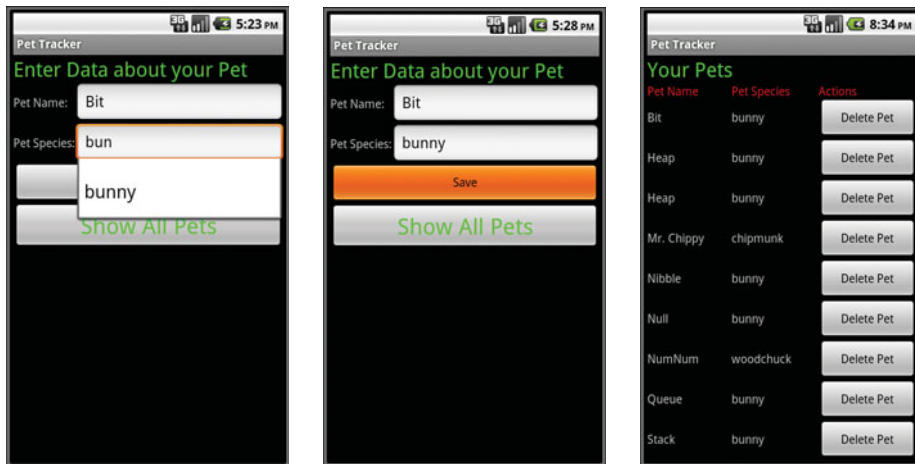 3G
5:23 PM
Pet Tracker
Enter Data about your Pet
Pet Name: Bit
Pet Species: bun
bunny
Show All Pets
3G
5:28 PM
Pet Tracker
Enter Data about your Pet
Pet Name: Bit
Pet Species: bunny
Save
Show All Pets
3G
8:34 PM
Pet Tracker
Your Pets
Pet Name Pet Species Actions
Bit bunny Delete Pet
Heap bunny Delete Pet
Heap bunny Delete Pet
Mr. Chippy chipmunk Delete Pet
Nibble bunny Delete Pet
Null bunny Delete Pet
NumNum woodchuck Delete Pet
Queue bunny Delete Pet
Stack bunny Delete Pet